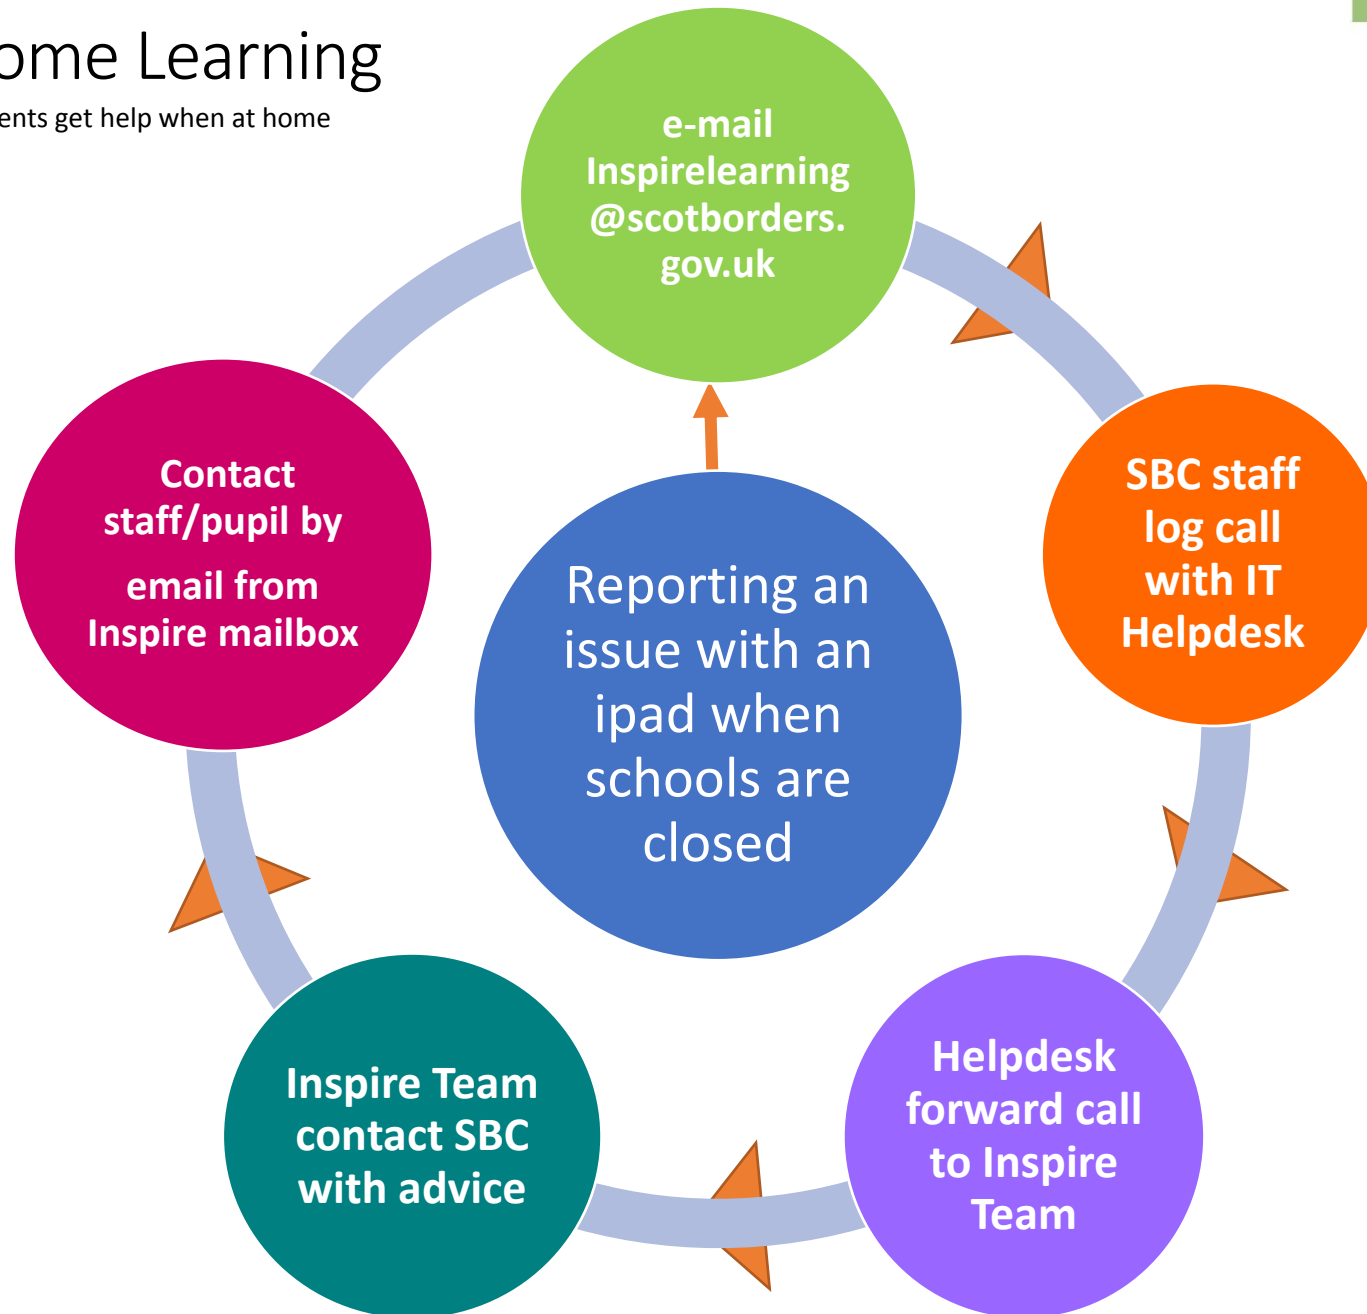 ome Learning
ents get help when at home
e-mail
Inspirelearning
@scotborders.
gov.uk
SBC staff
log call
with IT
Helpdesk
Helpdesk
forward call
to Inspire
Team
Inspire Team
contact SBC
with advice
Contact
staff/pupil by
email from
Inspire mailbox
Reporting an
issue with an
ipad when
schools are
closed